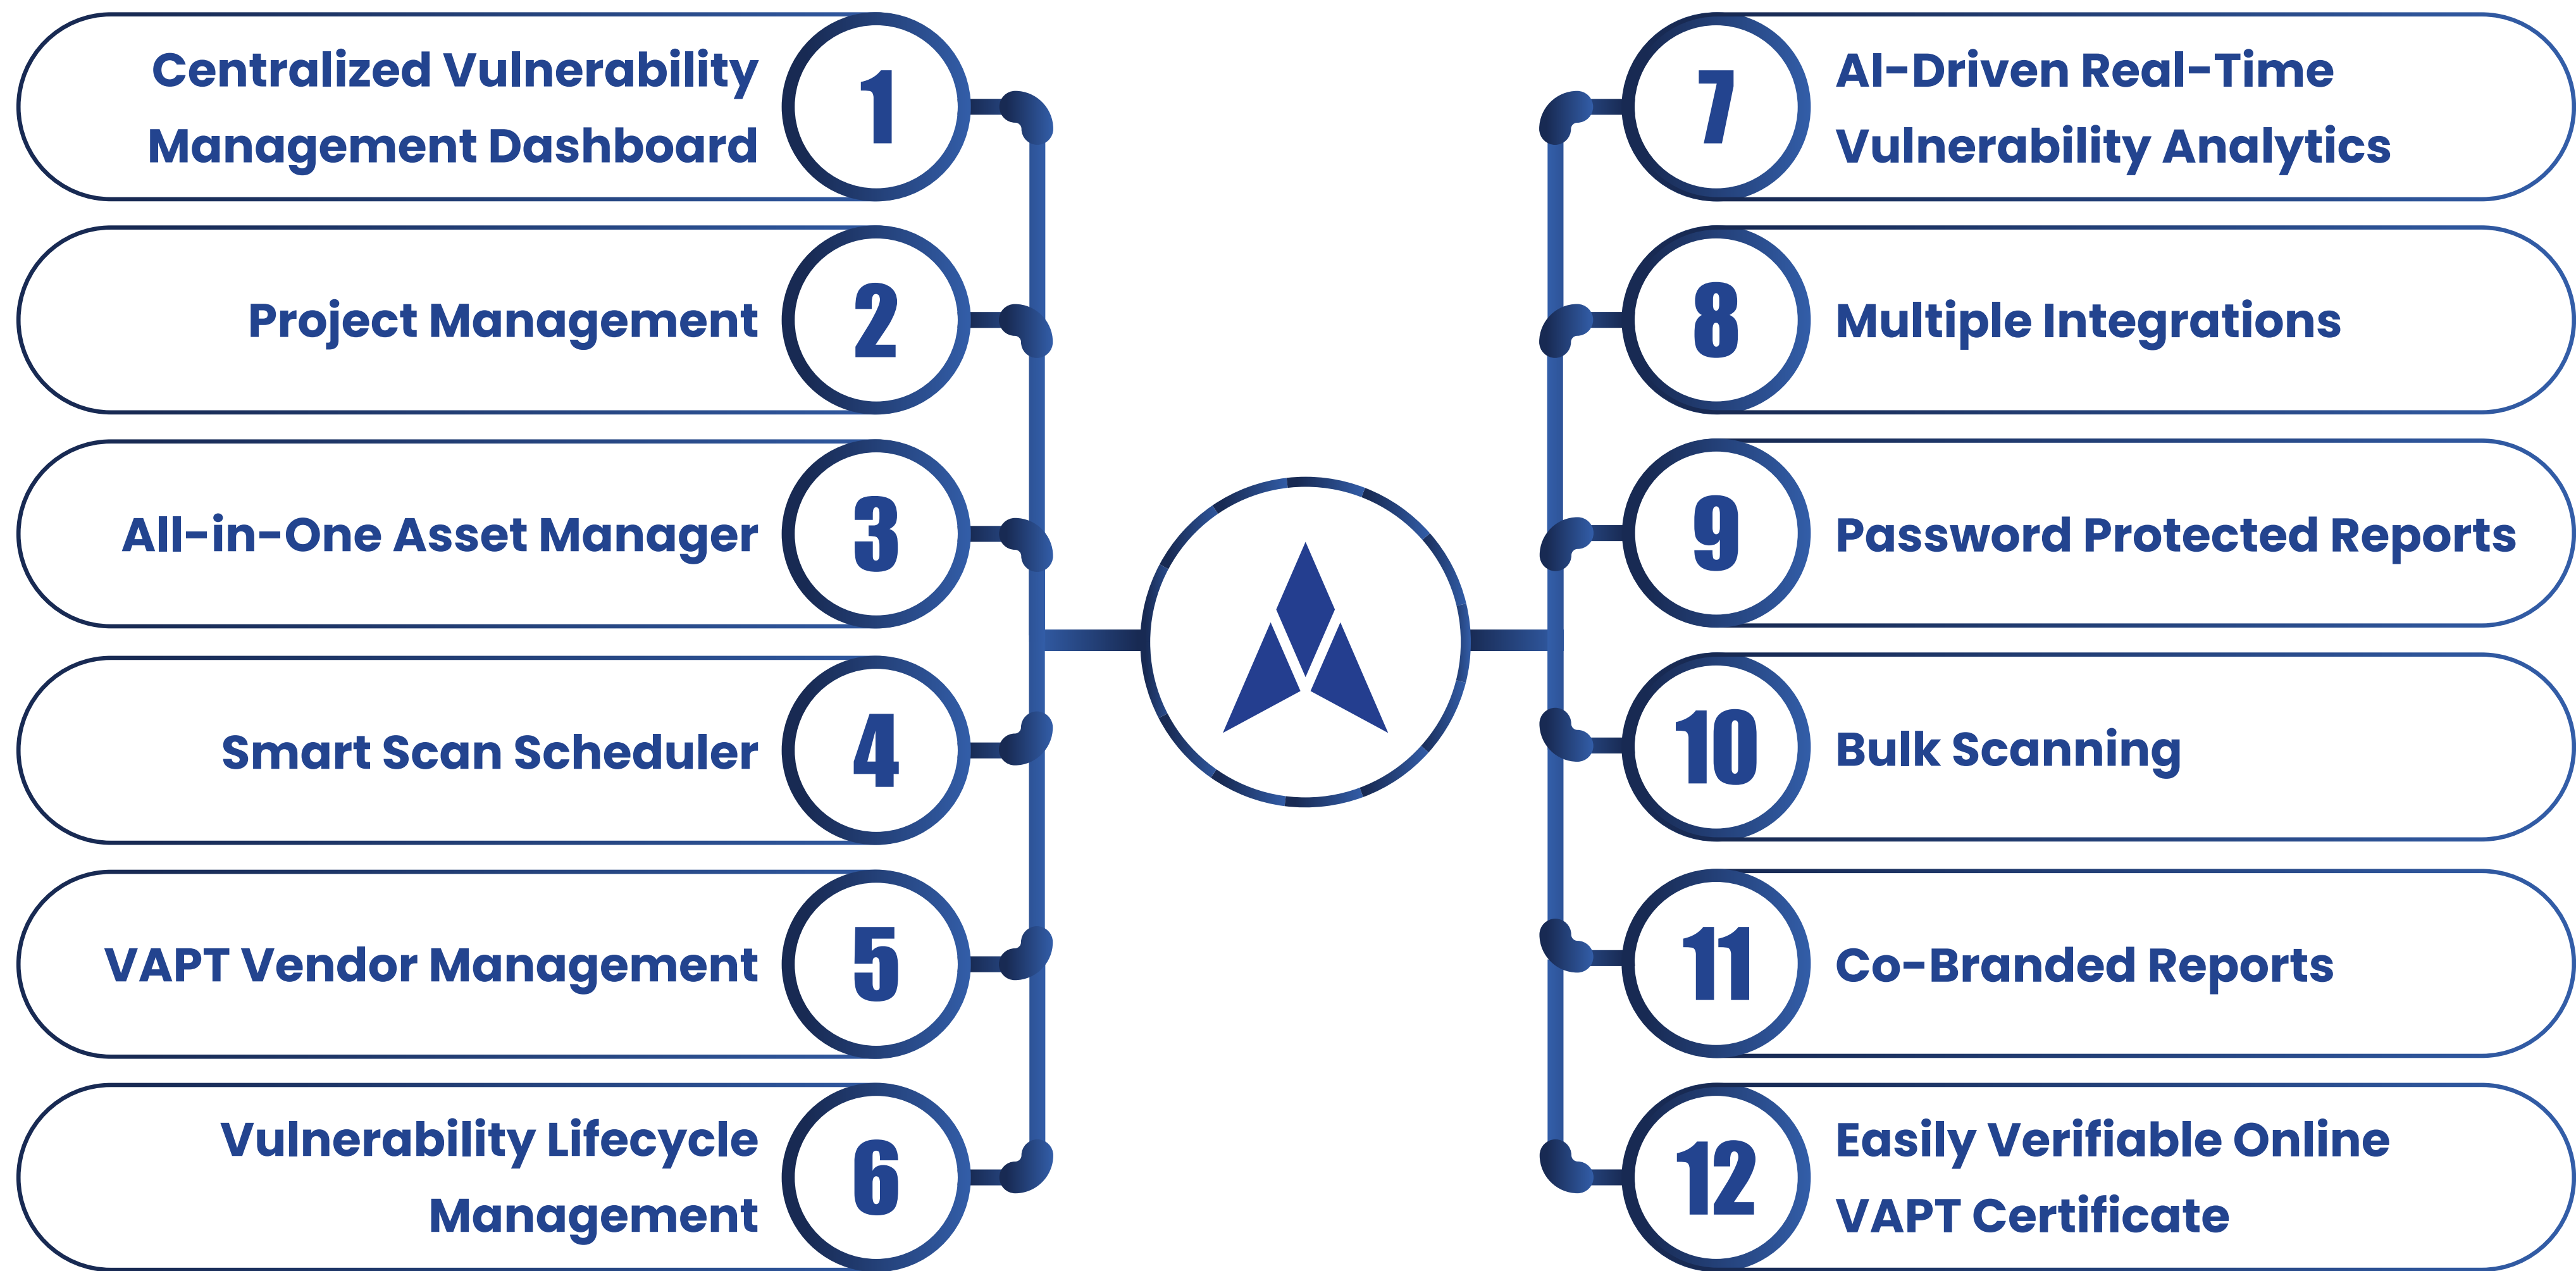 Centralized Vulnerability
Management Dashboard
1
Project Management
2
All-in-One Asset Manager
3
Smart Scan Scheduler
4
VAPT Vendor Management
5
Vulnerability Lifecycle
Management
6
7
AI-Driven Real-Time
Vulnerability Analytics
8
Multiple Integrations
9
Password Protected Reports
10
Bulk Scanning
11
Co-Branded Reports
12
Easily Verifiable Online
VAPT Certificate